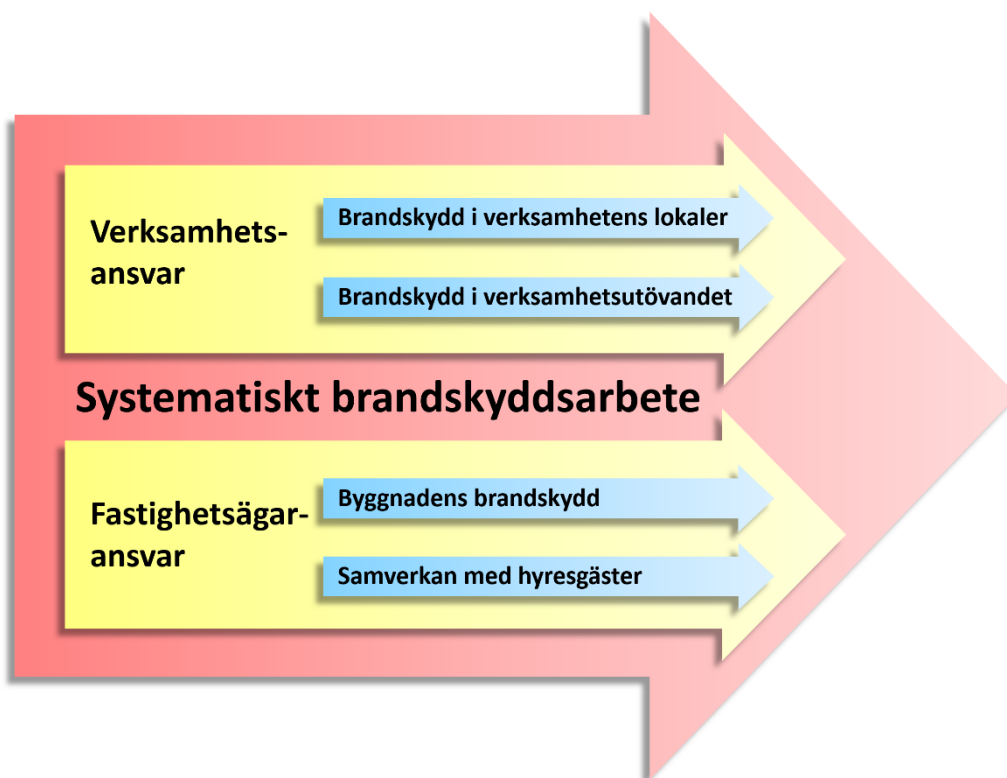 Verksamhets-
ansvar
Brandskydd i verksamhetens lokaler
Brandskydd i verksamhetsutövandet
Systematiskt brandskyddsarbete
Fastighetsägar-
ansvar
Byggnadens brandskydd
Samverkan med hyresgäster